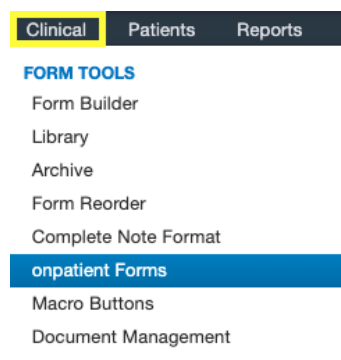 Clinical Patients Reports
FORM TOOLS
Form Builder
Library
Archive
Form Reorder
Complete Note Format
onpatient Forms
Macro Buttons
Document Management